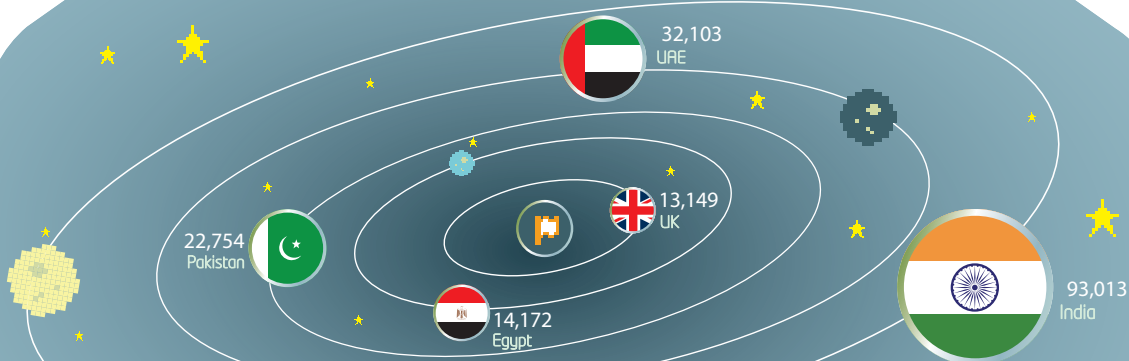 32,103
UAE
13,149
UK
22,754
Pakistan
93,013
India
14,172
Egypt